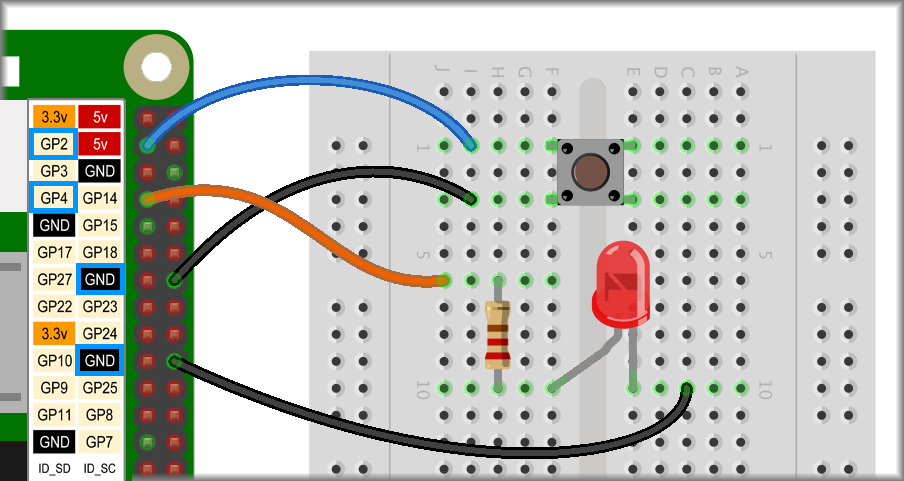 3.3v 5v
GP2 5v
GP3 GND
GP4 GP14
GND GP15
GP17 GP18
GP27 GND
GP22 GP23
3.3v GP24
GP10 GND
GP9 GP25
GP11 GP8
GND GP7
ID_SD ID_SC
J I H G F E D C B A
1 1
5 5
10 10